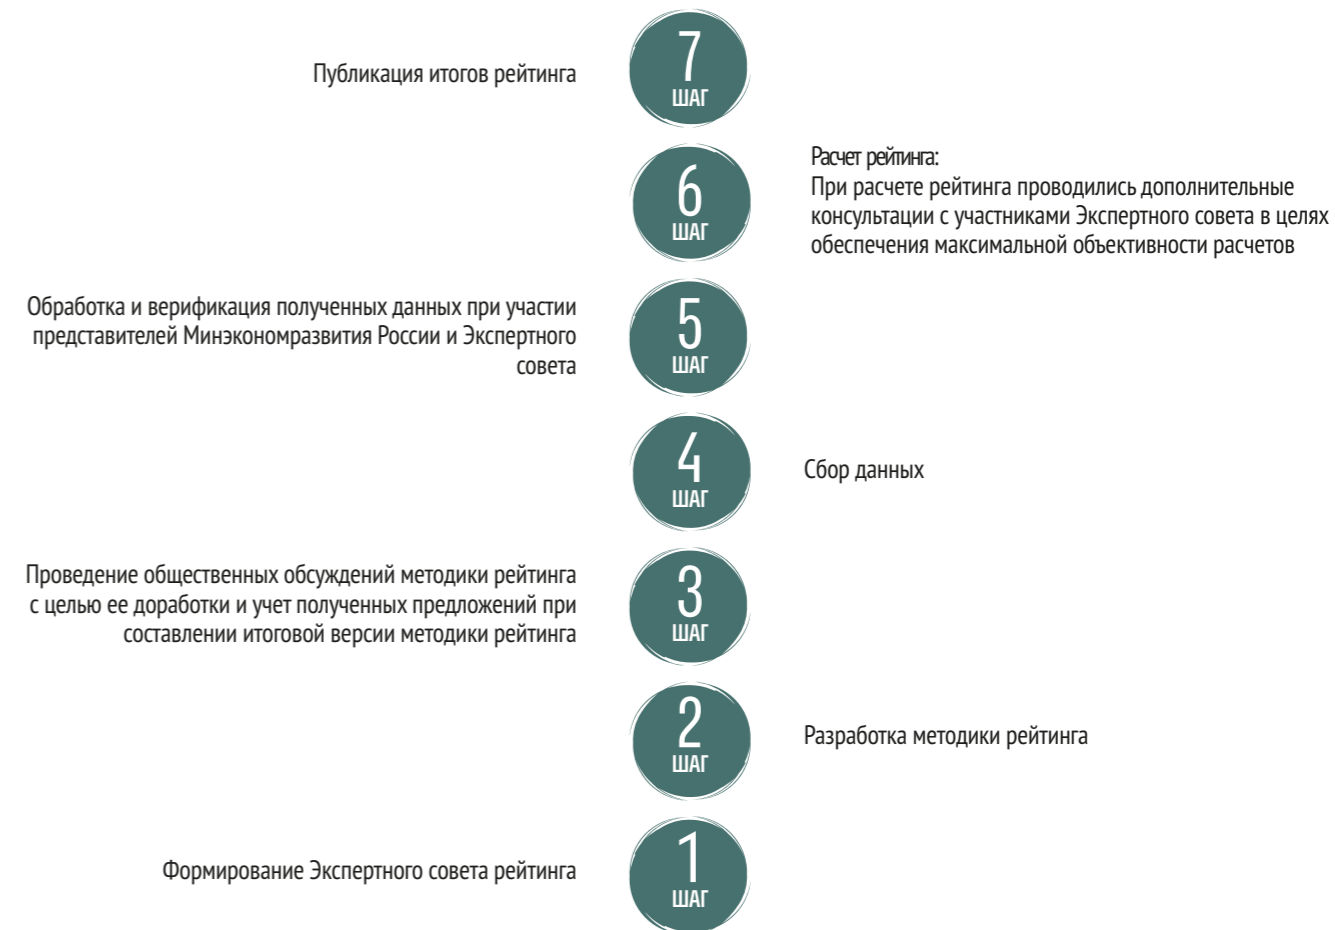 Публикация итогов рейтинга
7
ШАГ
6
ШАГ
Расчет рейтинга:
При расчете рейтинга проводились дополнительные
консультации с участниками Экспертного совета в целях
обеспечения максимальной объективности расчетов
Обработка и верификация полученных данных при участии
представителей Минэкономразвития России и Экспертного
совета
5
ШАГ
4
ШАГ
Сбор данных
Проведение общественных обсуждений методики рейтинга
с целью ее доработки и учет полученных предложений при
составлении итоговой версии методики рейтинга
3
ШАГ
2
ШАГ
Разработка методики рейтинга
Формирование Экспертного совета рейтинга
1
ШАГ